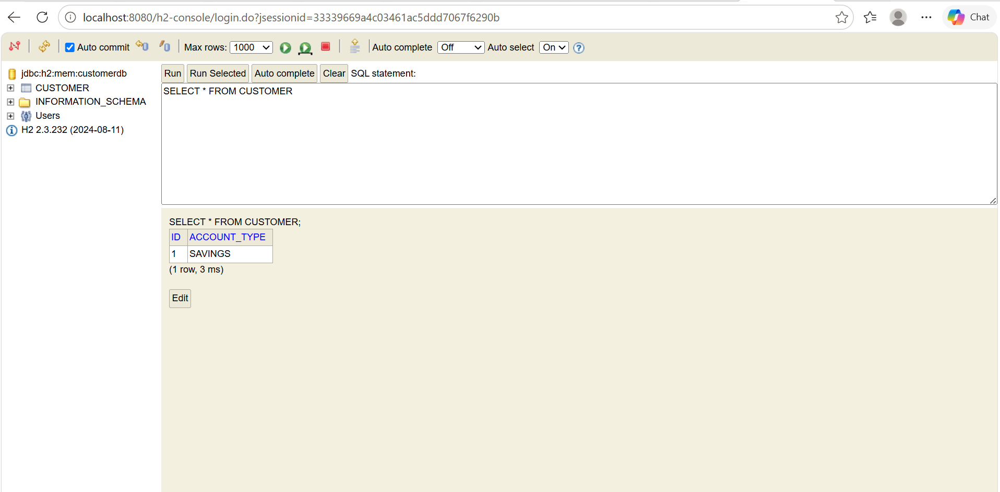 localhost:8080/h2-console/login.do?jsessionid=33339669a4c03461ac5ddd7067f6290b
Chat
Auto commit Max rows: 1000 Auto complete Off Auto select On
jdbc:h2:mem:customerdb
CUSTOMER
INFORMATION_SCHEMA
Users
H2 2.3.232 (2024-08-11)
Run Run Selected Auto complete Clear SQL statement:
SELECT * FROM CUSTOMER
SELECT * FROM CUSTOMER;
ID ACCOUNT_TYPE
1 SAVINGS
(1 row, 3 ms)
Edit